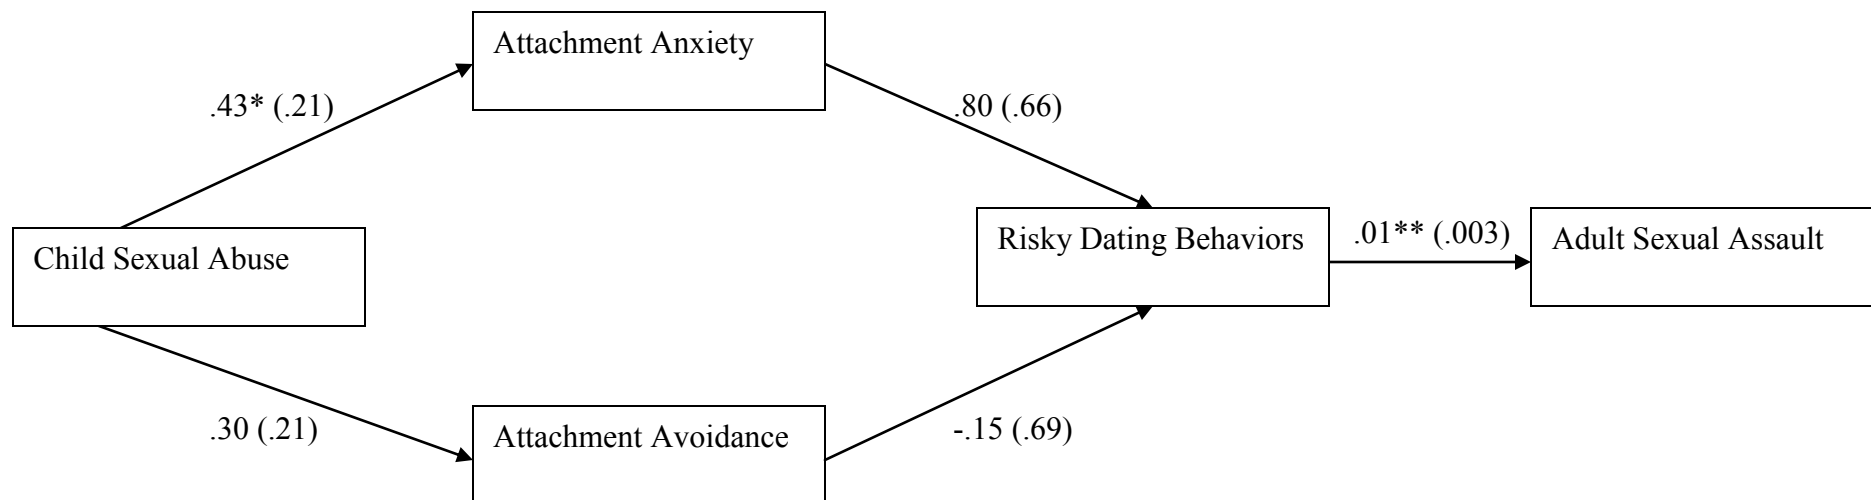 Attachment Anxiety
.43* (.21)
.80 (.66)
Child Sexual Abuse
Risky Dating Behaviors
.01** (.003)
Adult Sexual Assault
.30 (.21)
Attachment Avoidance
-.15 (.69)